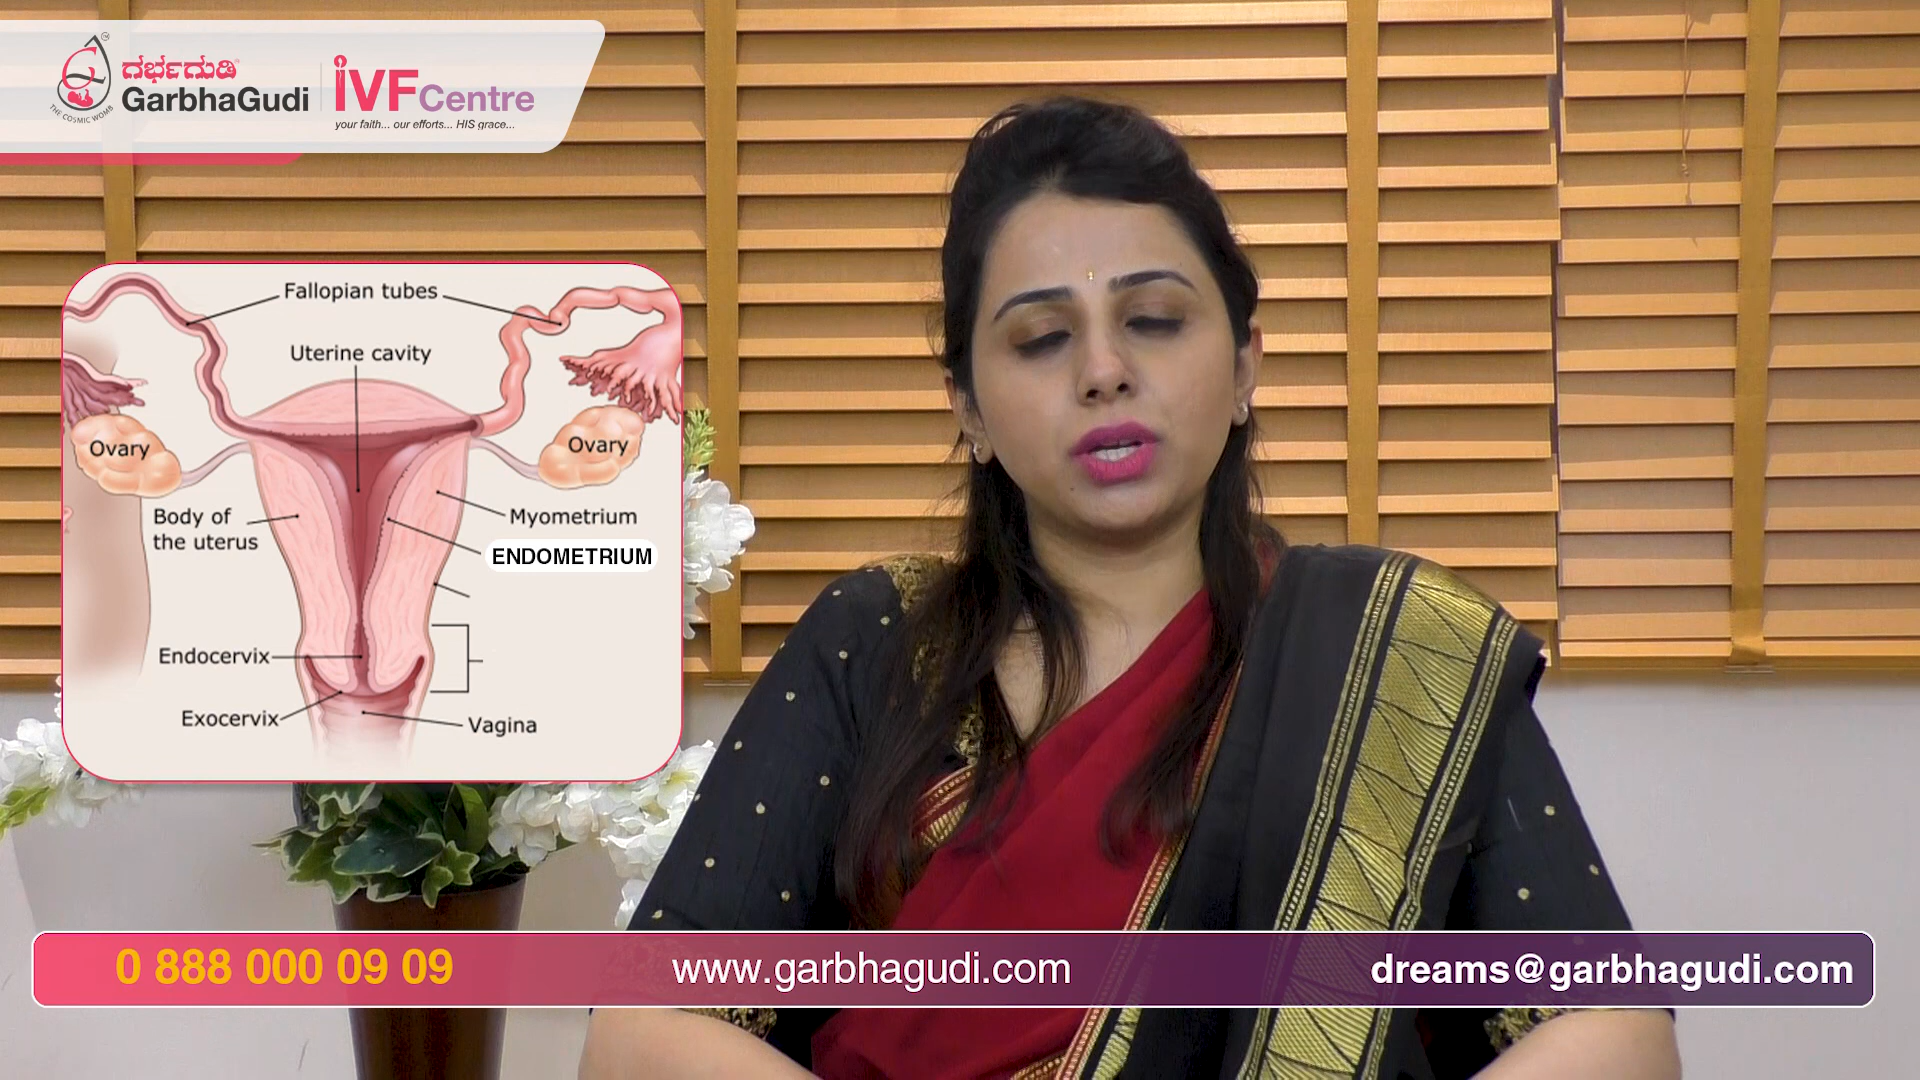 ಗರ್ಭಗುಡಿ
GarbhaGudi
THE COSMIC WOMB
IVF Centre
your faith... our efforts... HIS grace...
Fallopian tubes
Uterine cavity
Ovary
Ovary
Body of
the uterus
Myometrium
ENDOMETRIUM
Endocervix
Exocervix
Vagina
0 888 000 09 09
www.garbhagudi.com
dreams@garbhagudi.com